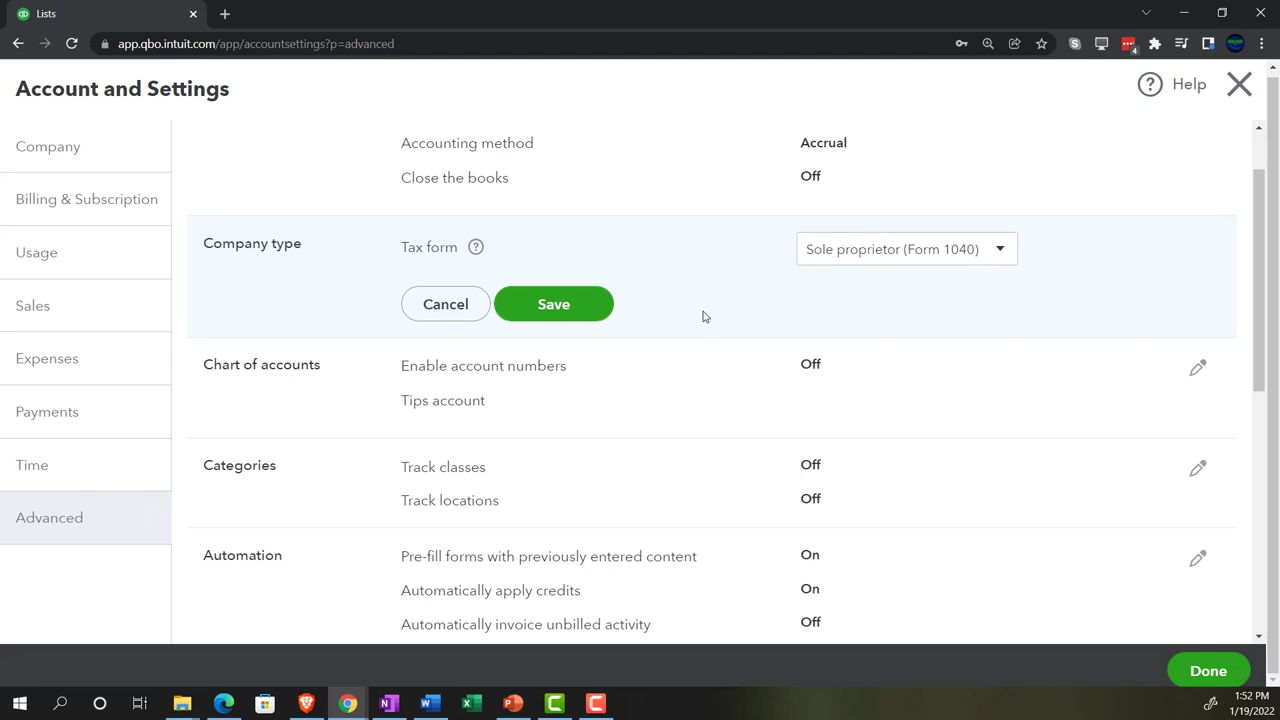 Lists
app.qbo.intuit.com/app/accountsettings?p=advanced
4
Account and Settings
Help
Company
Billing & Subscription
Usage
Sales
Expenses
Payments
Time
Advanced
Accounting method Accrual
Close the books Off
Company type Tax form Sole proprietor (Form 1040)
Cancel Save
Chart of accounts Enable account numbers Off
Tips account
Categories Track classes Off
Track locations Off
Automation Pre-fill forms with previously entered content On
Automatically apply credits On
Automatically invoice unbilled activity Off
Done
1:52 PM
1/19/2022